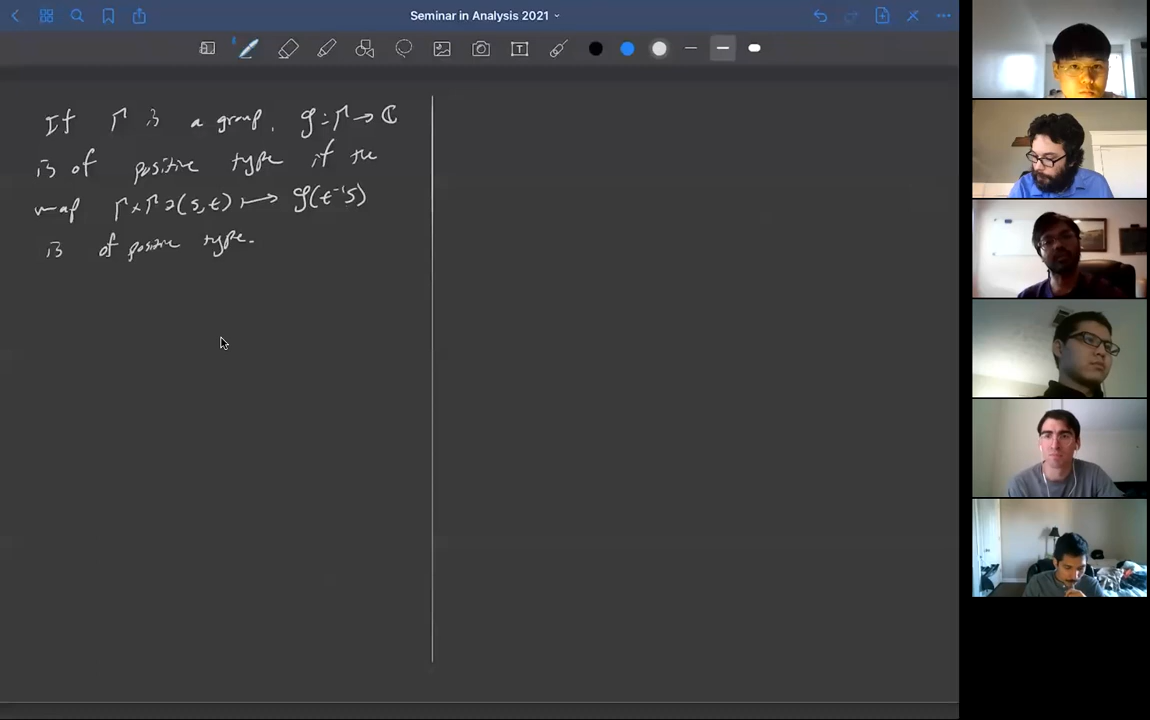 Seminar in Analysis 2021
If Γ is a group, φ : Γ → ℂ
is of positive type if the
map Γ × Γ ∋ (s, t) ↦ φ(t⁻¹s)
is of positive type.